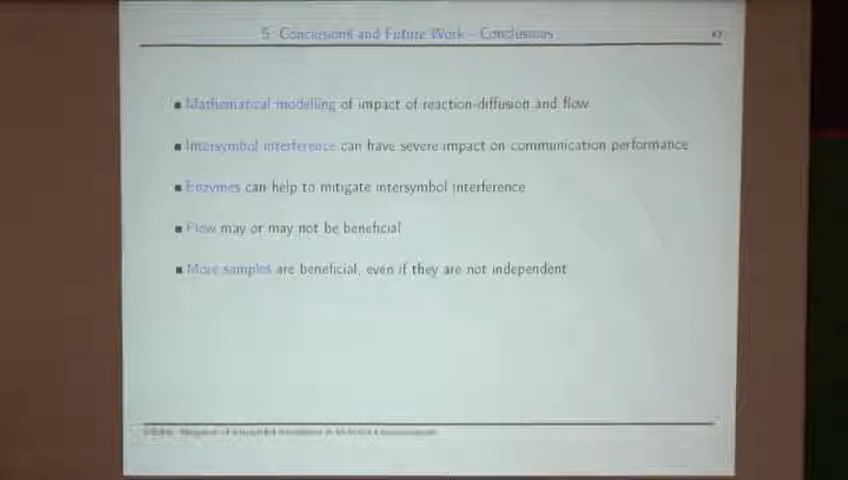 5. Conclusions and Future Work – Conclusions
Mathematical modelling of impact of reaction-diffusion and flow
Intersymbol interference can have severe impact on communication performance
Enzymes can help to mitigate intersymbol interference
Flow may or may not be beneficial
More samples are beneficial, even if they are not independent